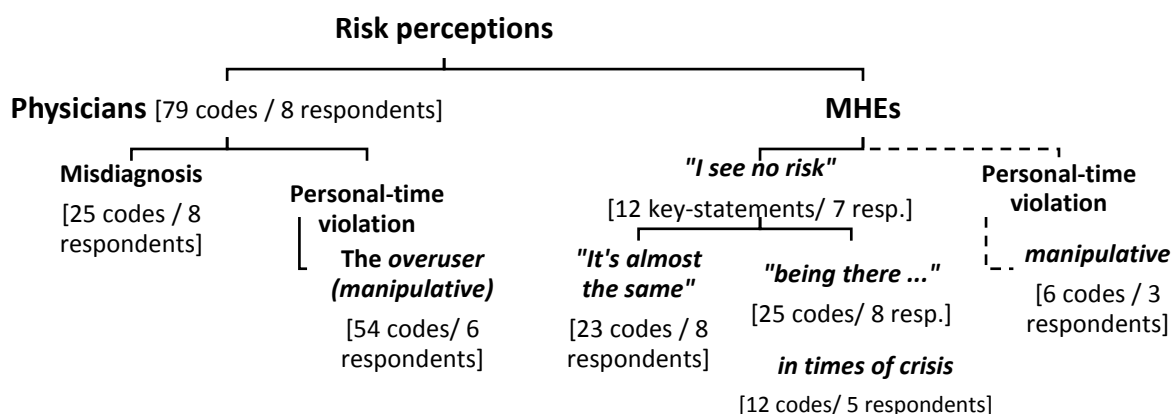 Risk perceptions
Physicians [79 codes / 8 respondents]
MHEs
Misdiagnosis
[25 codes / 8
respondents]
Personal-time
violation
The overuser
(manipulative)
[54 codes/ 6
respondents]
"I see no risk"
[12 key-statements/ 7 resp.]
"It's almost
the same"
[23 codes / 8
respondents]
"being there ..."
[25 codes/ 8 resp.]
in times of crisis
[12 codes/ 5 respondents]
Personal-time
violation
manipulative
[6 codes / 3
respondents]